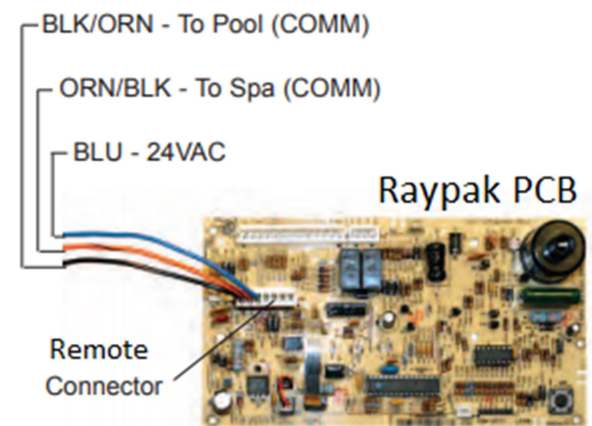 BLK/ORN - To Pool (COMM)
ORN/BLK - To Spa (COMM)
BLU - 24VAC
Raypak PCB
Remote
Connector